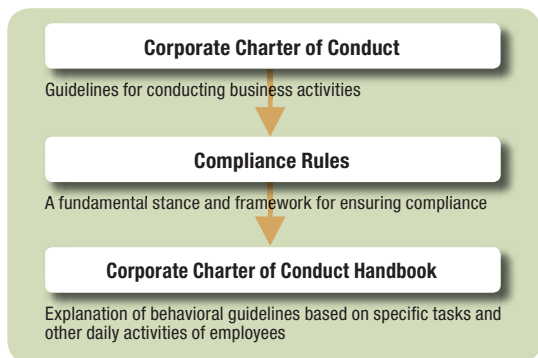 Corporate Charter of Conduct
Guidelines for conducting business activities
Compliance Rules
A fundamental stance and framework for ensuring compliance
Corporate Charter of Conduct Handbook
Explanation of behavioral guidelines based on specific tasks and
other daily activities of employees